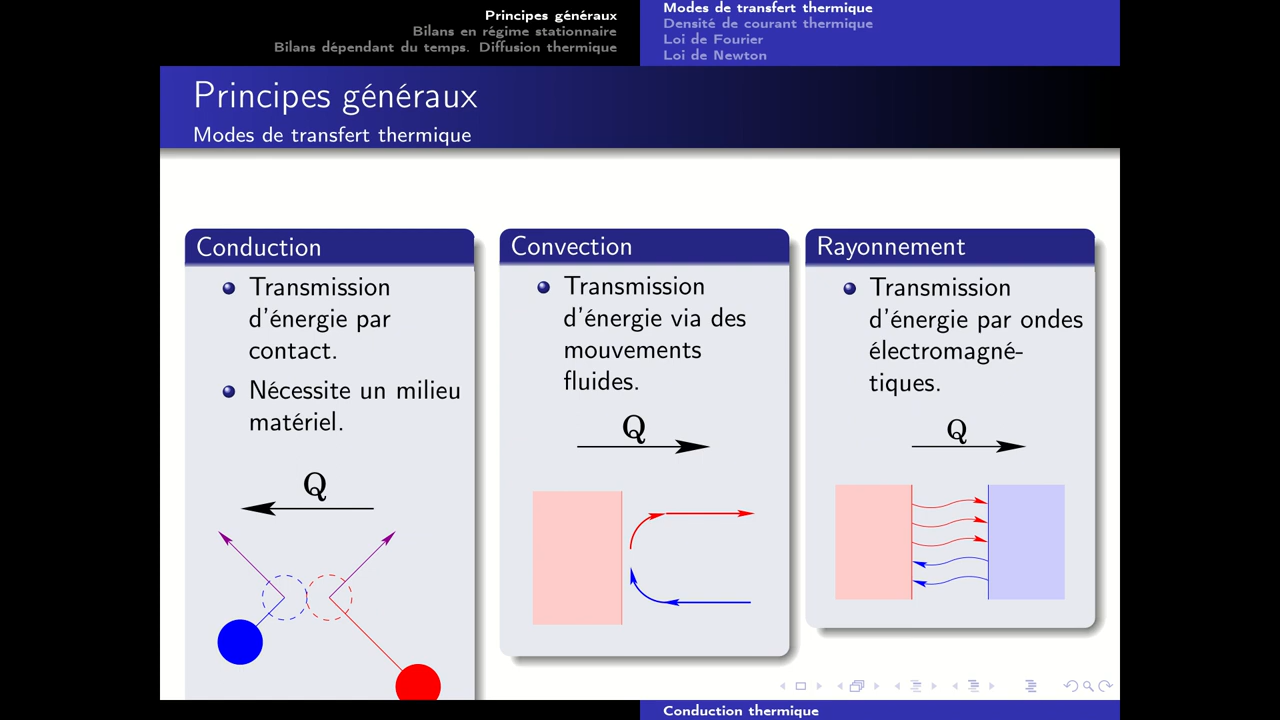 Principes généraux
Bilans en régime stationnaire
Bilans dépendant du temps. Diffusion thermique
Modes de transfert thermique
Densité de courant thermique
Loi de Fourier
Loi de Newton
Principes généraux
Modes de transfert thermique
Conduction
Transmission
d'énergie par
contact.
Nécessite un milieu
matériel.
Q
Convection
Transmission
d'énergie via des
mouvements
fluides.
Q
Rayonnement
Transmission
d'énergie par ondes
électromagné-
tiques.
Q
Conduction thermique